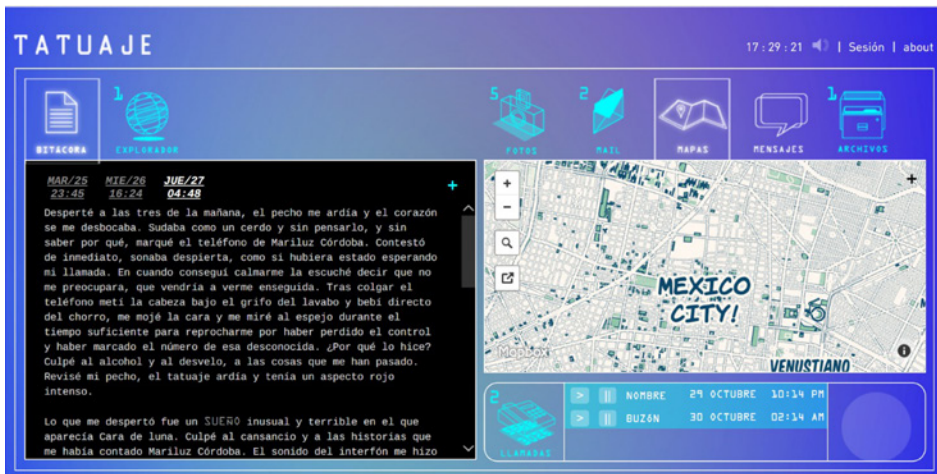 TATUAJE
17:29:21 | Sesión | about
BITACORA
1
EXPLORADOR
5
FOTOS
2
MAIL
MAPAS
MENSAJES
1
ARCHIVOS
MAR/25 MIE/26 JUE/27
23:45 16:24 04:48
+
Desperté a las tres de la mañana, el pecho me ardía y el corazón
se me desbocaba. Sudaba como un cerdo y sin pensarlo, y sin
saber por qué, marqué el teléfono de Mariluz Córdoba. Contestó
de inmediato, sonaba despierta, como si hubiera estado esperando
mi llamada. En cuando conseguí calmarme la escuché decir que no
me preocupara, que vendría a verme enseguida. Tras colgar el
teléfono metí la cabeza bajo el grifo del lavabo y bebí directo
del chorro, me mojé la cara y me miré al espejo durante el
tiempo suficiente para reprocharme por haber perdido el control
y haber marcado el número de esa desconocida. ¿Por qué lo hice?
Culpé al alcohol y al desvelo, a las cosas que me han pasado.
Revisé mi pecho, el tatuaje ardía y tenía un aspecto rojo
intenso.
Lo que me despertó fue un SUEÑO inusual y terrible en el que
aparecía Cara de luna. Culpé al cansancio y a las historias que
me había contado Mariluz Córdoba. El sonido del interfón me hizo
+
−
+
MEXICO
CITY!
Mapbox
VENUSTIANO
2
LLAMADAS
> || NOMBRE 29 OCTUBRE 10:14 PM
> || BUZÓN 30 OCTUBRE 02:14 AM